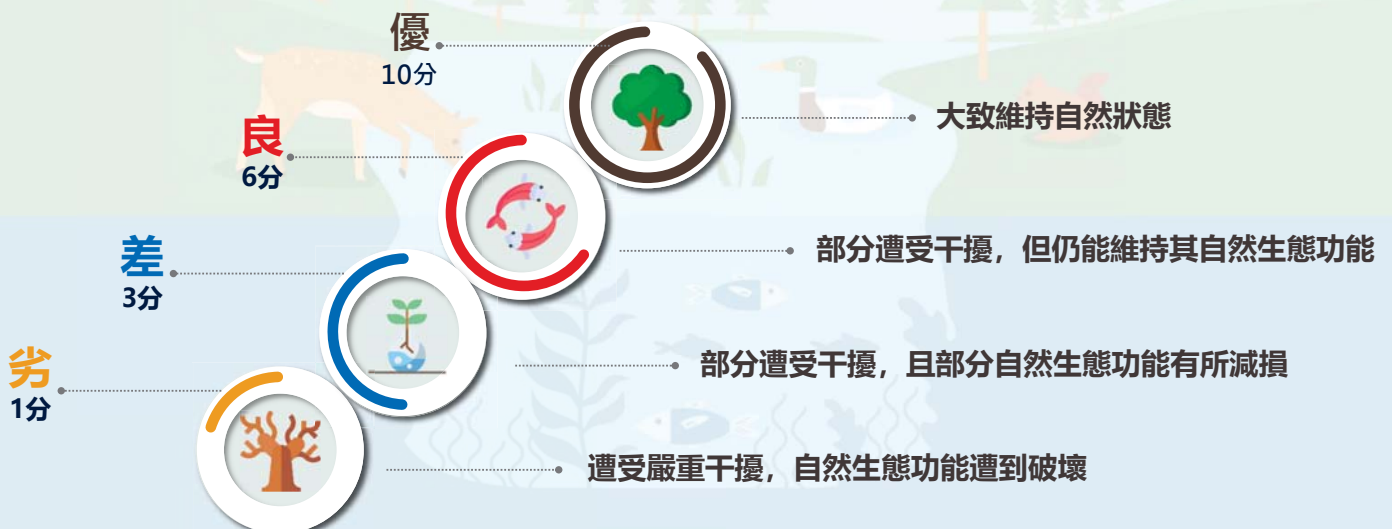 優
10分
大致維持自然狀態
良
6分
部分遭受干擾，但仍能維持其自然生態功能
差
3分
部分遭受干擾，且部分自然生態功能有所減損
劣
1分
遭受嚴重干擾，自然生態功能遭到破壞